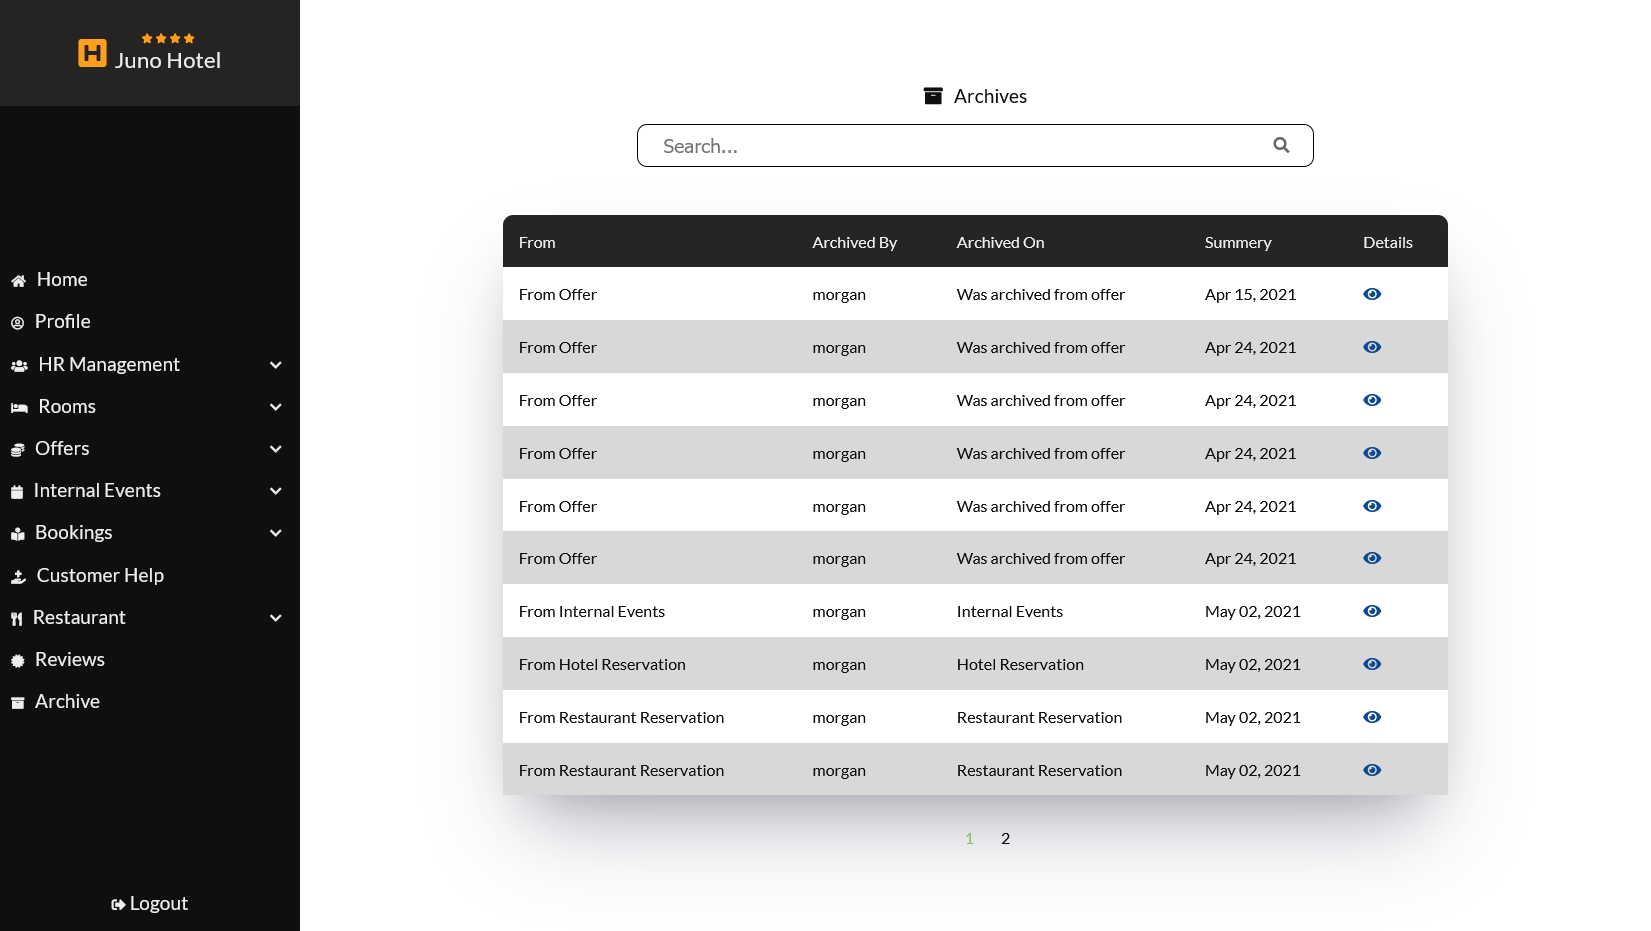 Juno Hotel
Home
Profile
HR Management
Rooms
Offers
Internal Events
Bookings
Customer Help
Restaurant
Reviews
Archive
Logout
Archives
Search...
From Archived By Archived On Summery Details
From Offer morgan Was archived from offer Apr 15, 2021
From Offer morgan Was archived from offer Apr 24, 2021
From Offer morgan Was archived from offer Apr 24, 2021
From Offer morgan Was archived from offer Apr 24, 2021
From Offer morgan Was archived from offer Apr 24, 2021
From Offer morgan Was archived from offer Apr 24, 2021
From Internal Events morgan Internal Events May 02, 2021
From Hotel Reservation morgan Hotel Reservation May 02, 2021
From Restaurant Reservation morgan Restaurant Reservation May 02, 2021
From Restaurant Reservation morgan Restaurant Reservation May 02, 2021
1 2